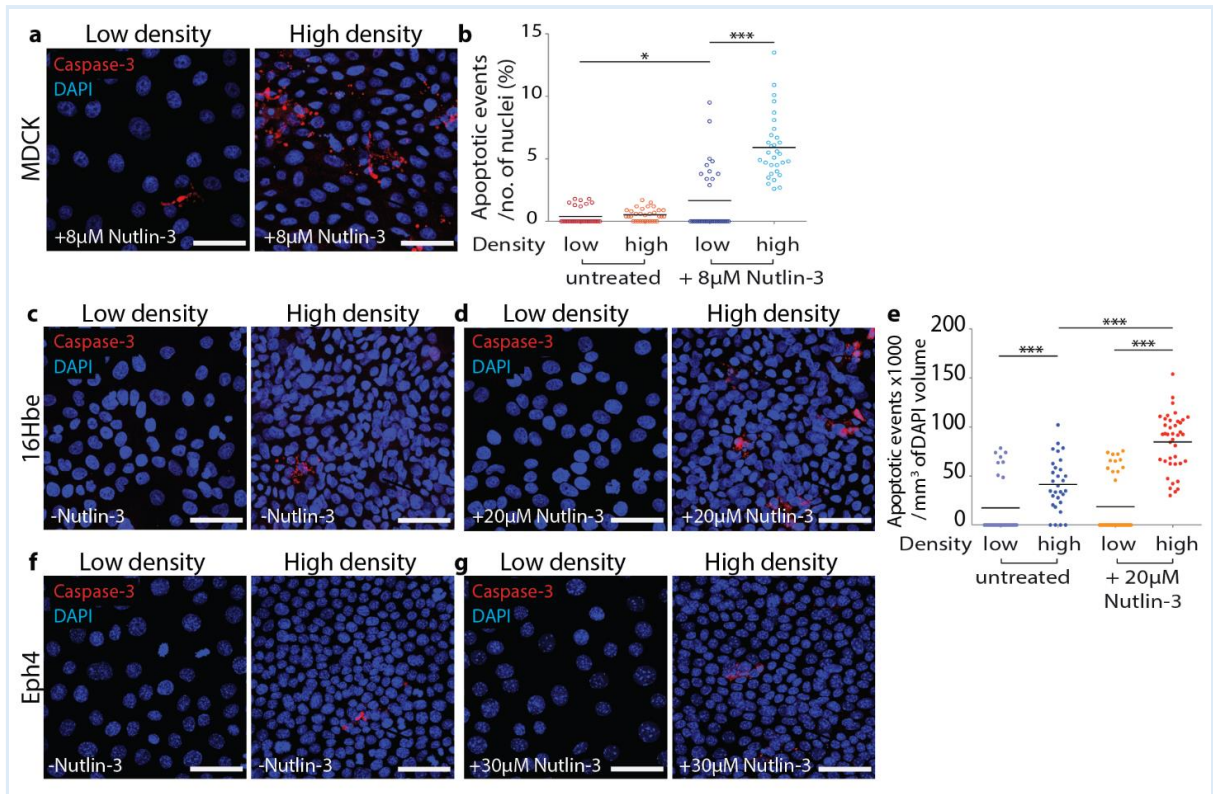 a Low density High density
MDCK
Caspase-3
DAPI
+8µM Nutlin-3
+8µM Nutlin-3
b
Apoptotic events
/no. of nuclei (%)
15
10
5
0
*
***
Density low high low high
untreated + 8µM Nutlin-3
c Low density High density
16Hbe
Caspase-3
DAPI
-Nutlin-3
-Nutlin-3
d Low density High density
Caspase-3
DAPI
+20µM Nutlin-3
+20µM Nutlin-3
e
Apoptotic events x1000
/mm³ of DAPI volume
200
150
100
50
0
***
***
***
Density low high low high
untreated + 20µM
Nutlin-3
f Low density High density
Eph4
Caspase-3
DAPI
-Nutlin-3
-Nutlin-3
g Low density High density
Caspase-3
DAPI
+30µM Nutlin-3
+30µM Nutlin-3